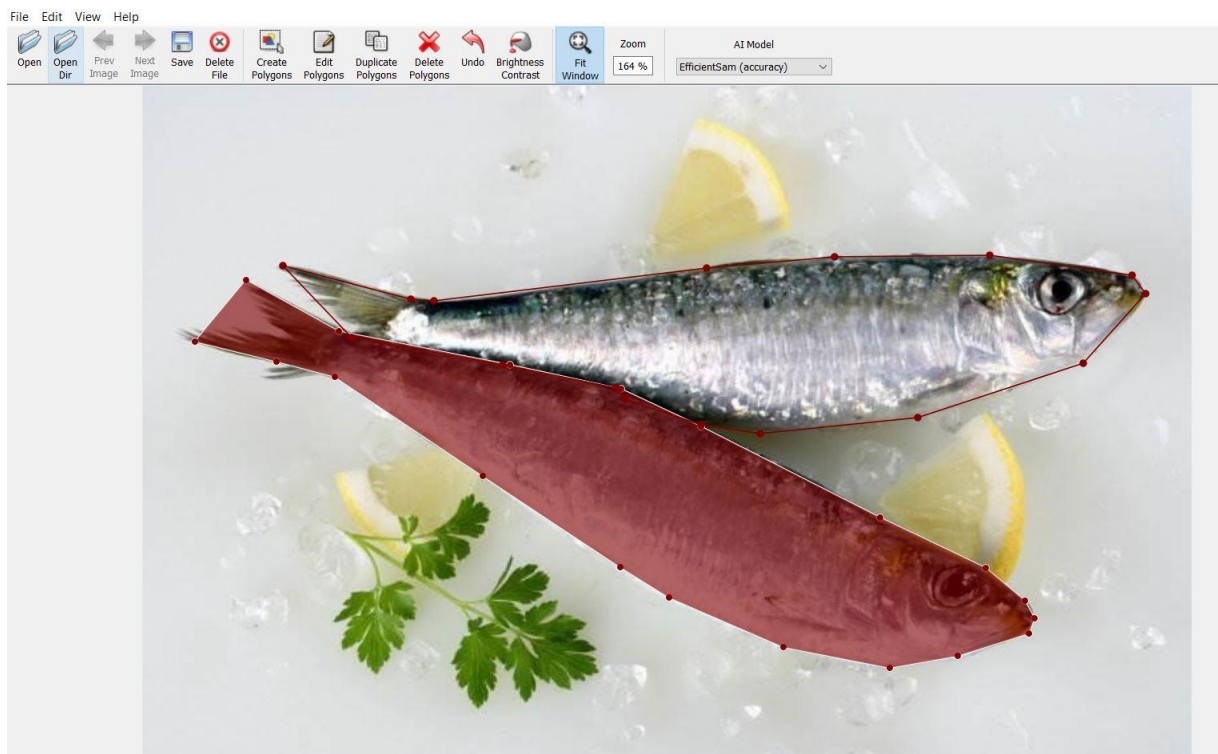 File Edit View Help
Open Open Dir Prev Image Next Image Save Delete File Create Polygons Edit Polygons Duplicate Polygons Delete Polygons Undo Brightness Contrast Fit Window Zoom 164 % AI Model EfficientSam (accuracy)